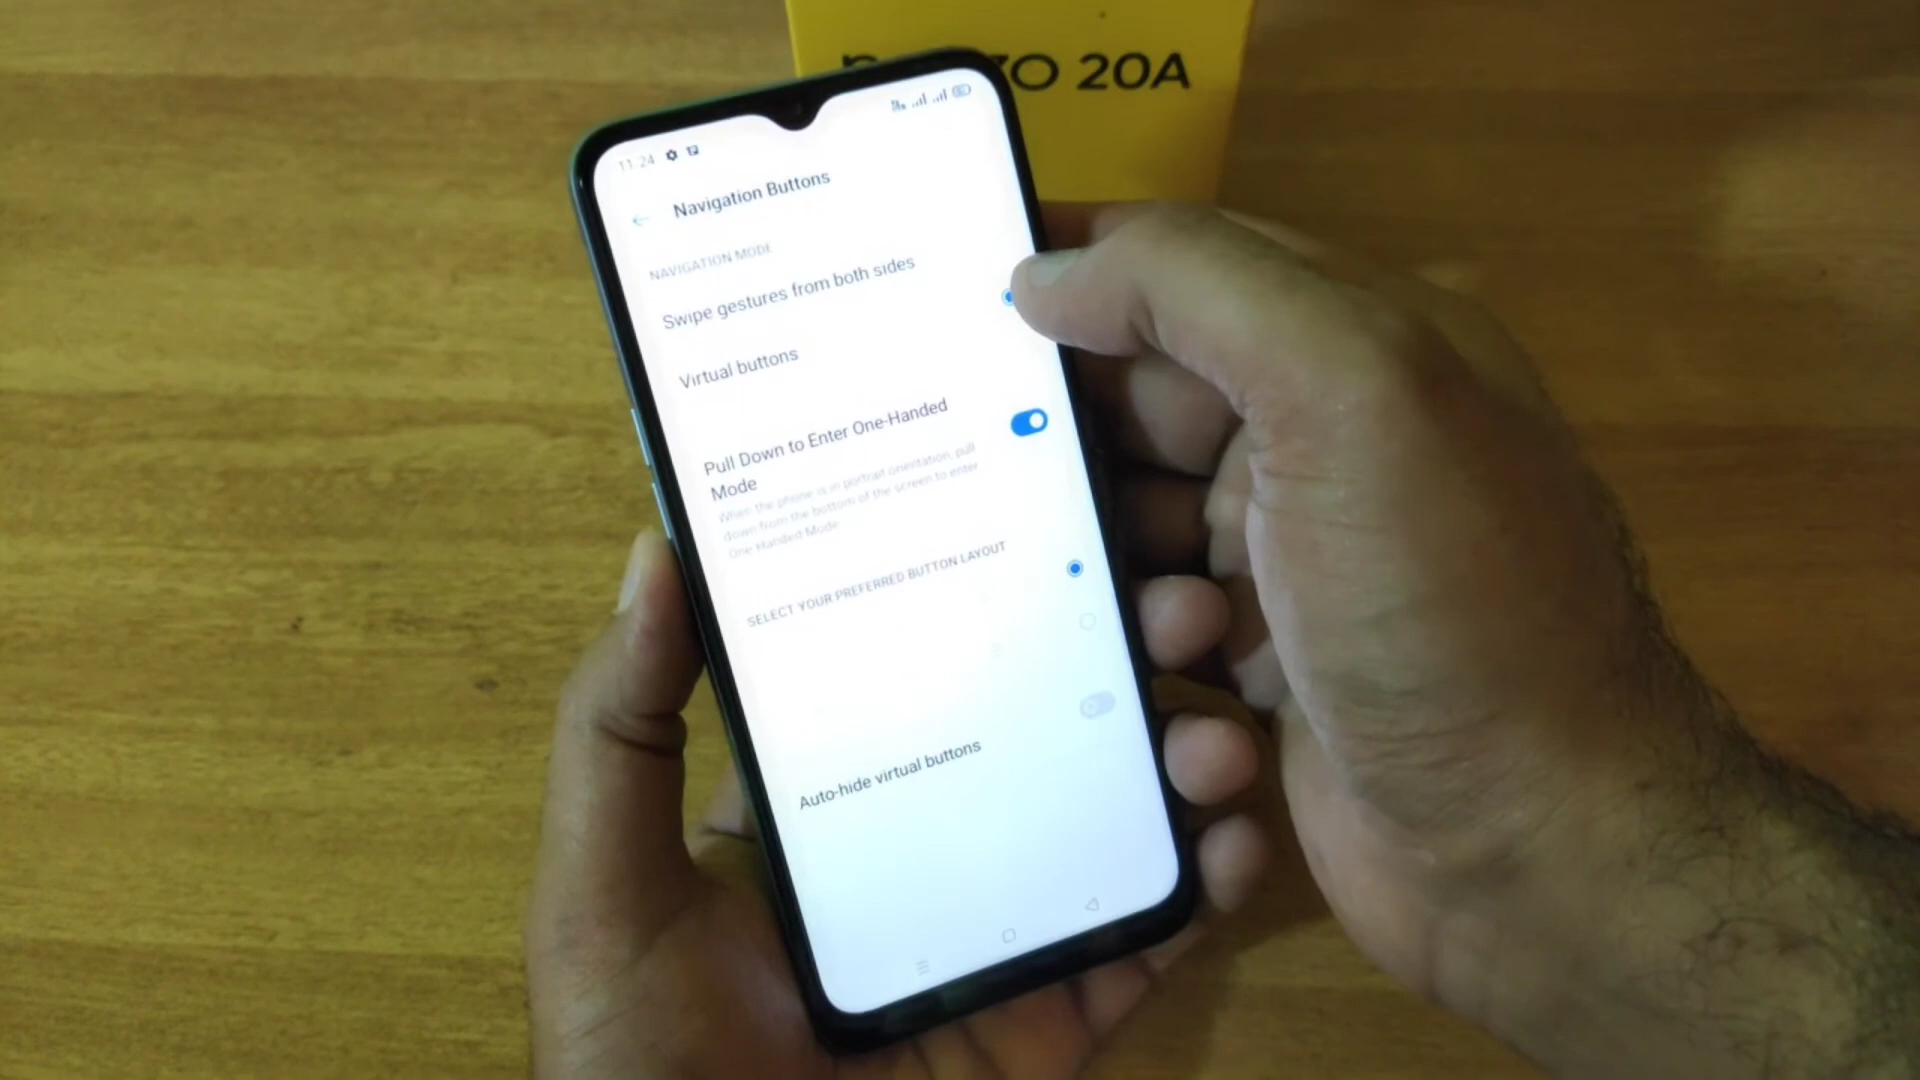 20A
11:24
Navigation Buttons
NAVIGATION MODE
Swipe gestures from both sides
Virtual buttons
Pull Down to Enter One-Handed
Mode
When the phone is in portrait orientation, pull
down from the bottom of the screen to enter
One-Handed Mode.
SELECT YOUR PREFERRED BUTTON LAYOUT
Auto-hide virtual buttons